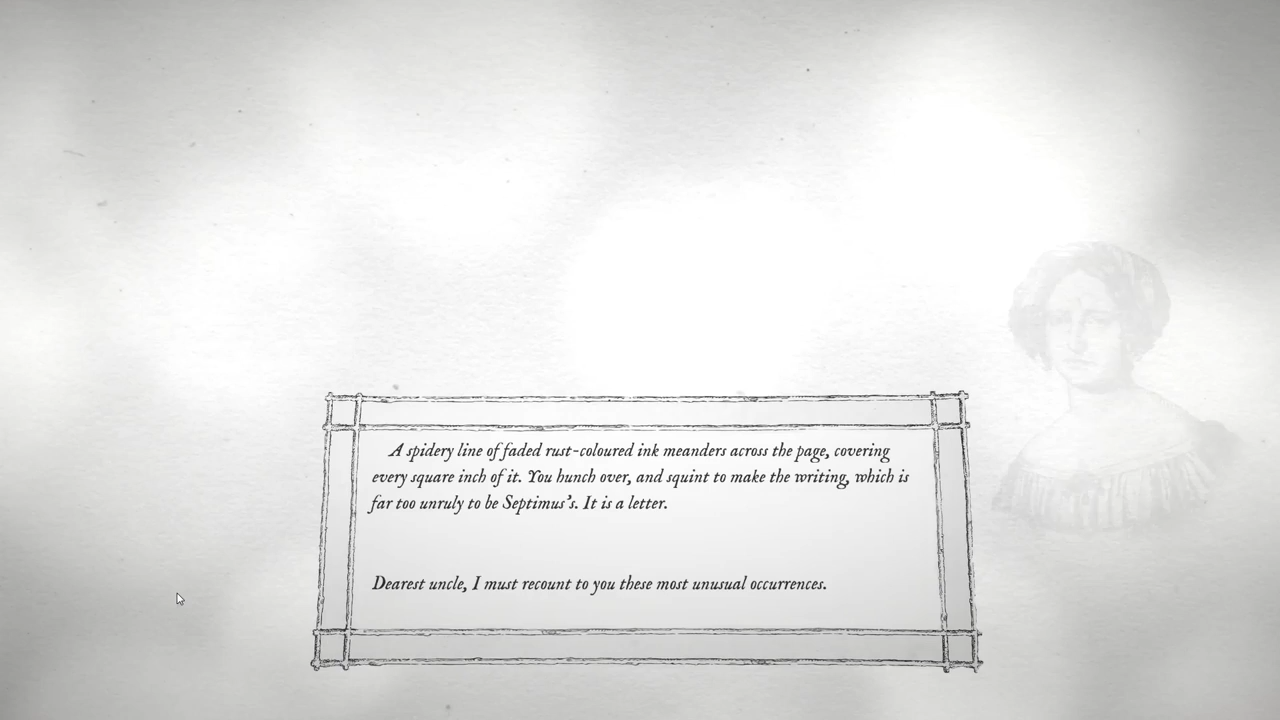 A spidery line of faded rust-coloured ink meanders across the page, covering
every square inch of it. You hunch over, and squint to make the writing, which is
far too unruly to be Septimus's. It is a letter.
Dearest uncle, I must recount to you these most unusual occurrences.